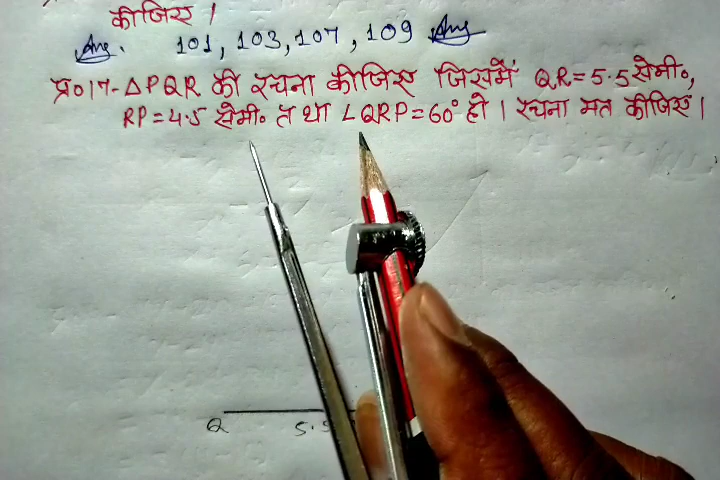 कीजिए।
Ans. 101, 103, 107, 109 Ans
प्र०17- ΔPQR की रचना कीजिए जिसमें QR = 5.5 सेमी०,
RP = 4.5 सेमी० तथा ∠QRP = 60° हो। रचना मत कीजिए।
Q 5.5